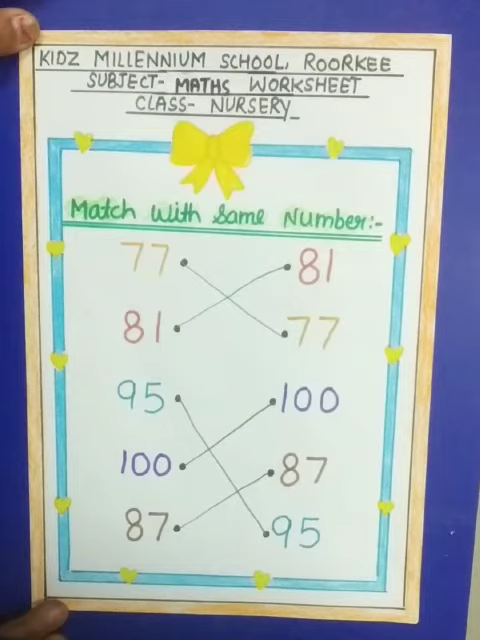 KIDZ MILLENNIUM SCHOOL, ROORKEE
SUBJECT- MATHS WORKSHEET
CLASS- NURSERY
Match with Same Number:-
77 81
81 77
95 100
100 87
87 95